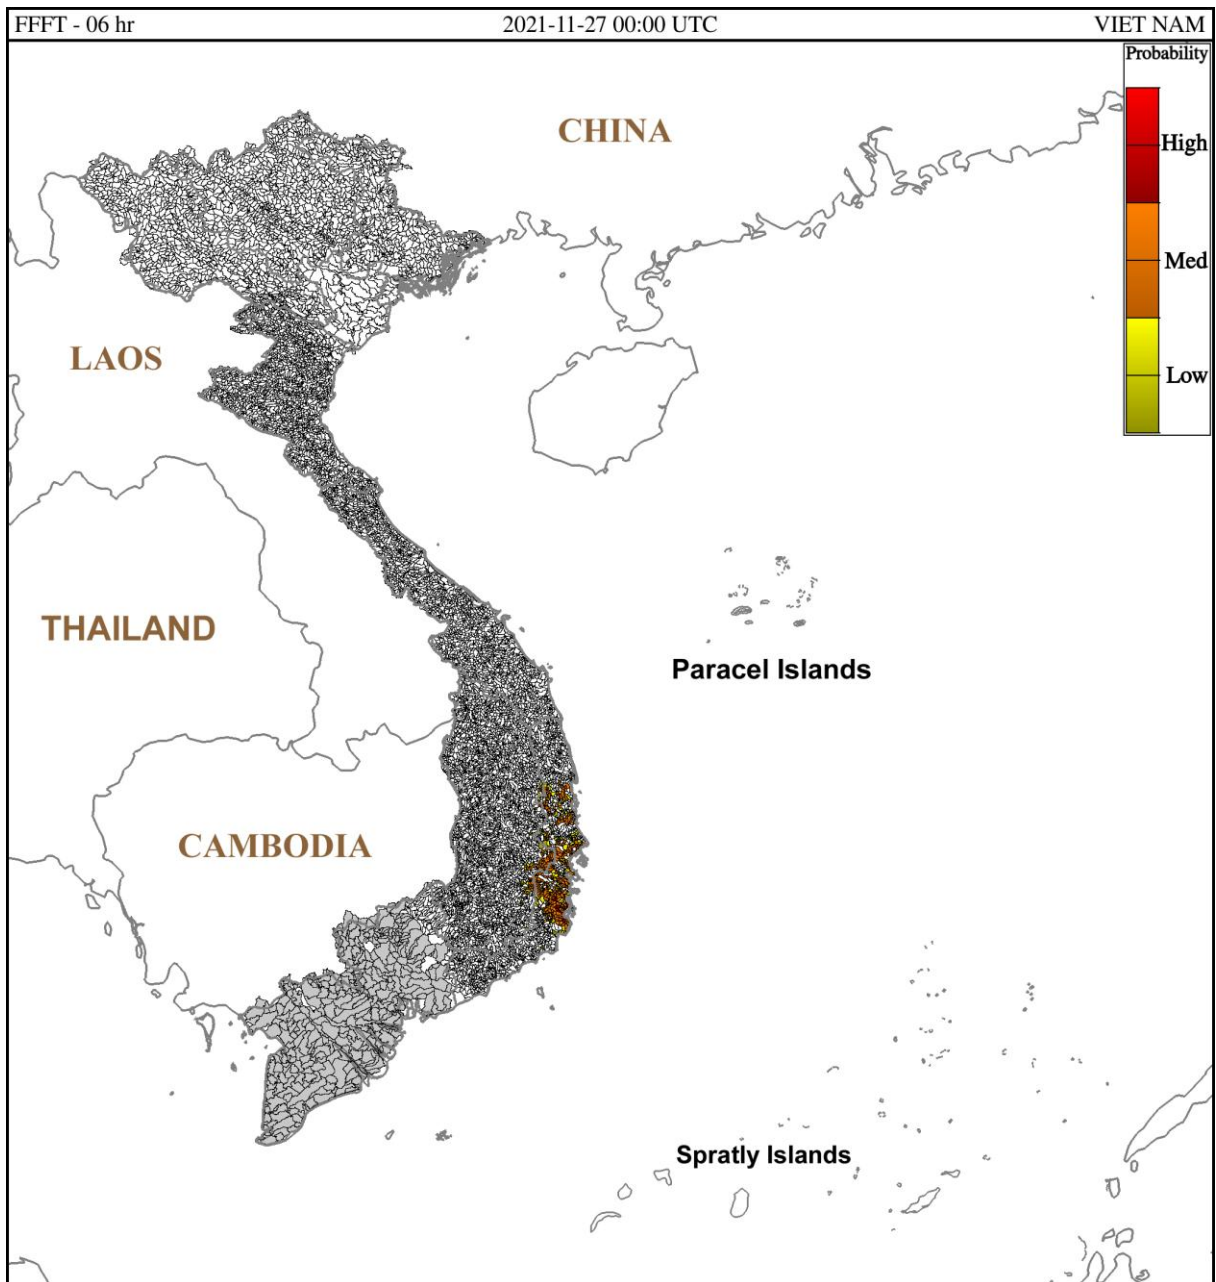 FFFT - 06 hr
2021-11-27 00:00 UTC
VIET NAM
Probability
High
Med
Low
CHINA
LAOS
THAILAND
Paracel Islands
CAMBODIA
Spratly Islands